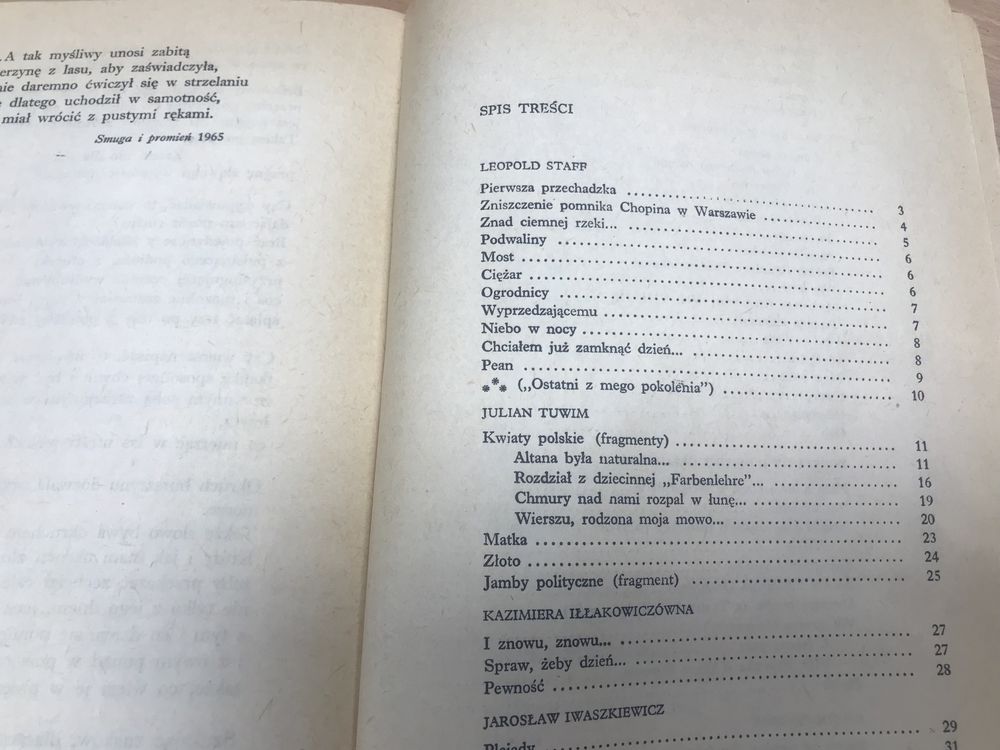 . A tak myśliwy unosi zabitą
erzynę z lasu, aby zaświadczyła,
nie daremno ćwiczył się w strzelaniu
dlatego uchodził w samotność,
miał wrócić z pustymi rękami.
Smuga i promień 1965
SPIS TREŚCI
LEOPOLD STAFF
Pierwsza przechadzka 3
Zniszczenie pomnika Chopina w Warszawie 4
Znad ciemnej rzeki... 5
Podwaliny 6
Most 6
Ciężar 6
Ogrodnicy 7
Wyprzedzającemu 7
Niebo w nocy 8
Chciałem już zamknąć dzień... 8
Pean 9
*** („Ostatni z mego pokolenia”) 10
JULIAN TUWIM
Kwiaty polskie (fragmenty) 11
Altana była naturalna... 11
Rozdział z dziecinnej „Farbenlehre”... 16
Chmury nad nami rozpal w łunę... 19
Wierszu, rodzona moja mowo... 20
Matka 23
Złoto 24
Jamby polityczne (fragment) 25
KAZIMIERA IŁŁAKOWICZÓWNA
I znowu, znowu... 27
Spraw, żeby dzień... 27
Pewność 28
JAROSŁAW IWASZKIEWICZ
Plejady 29
31